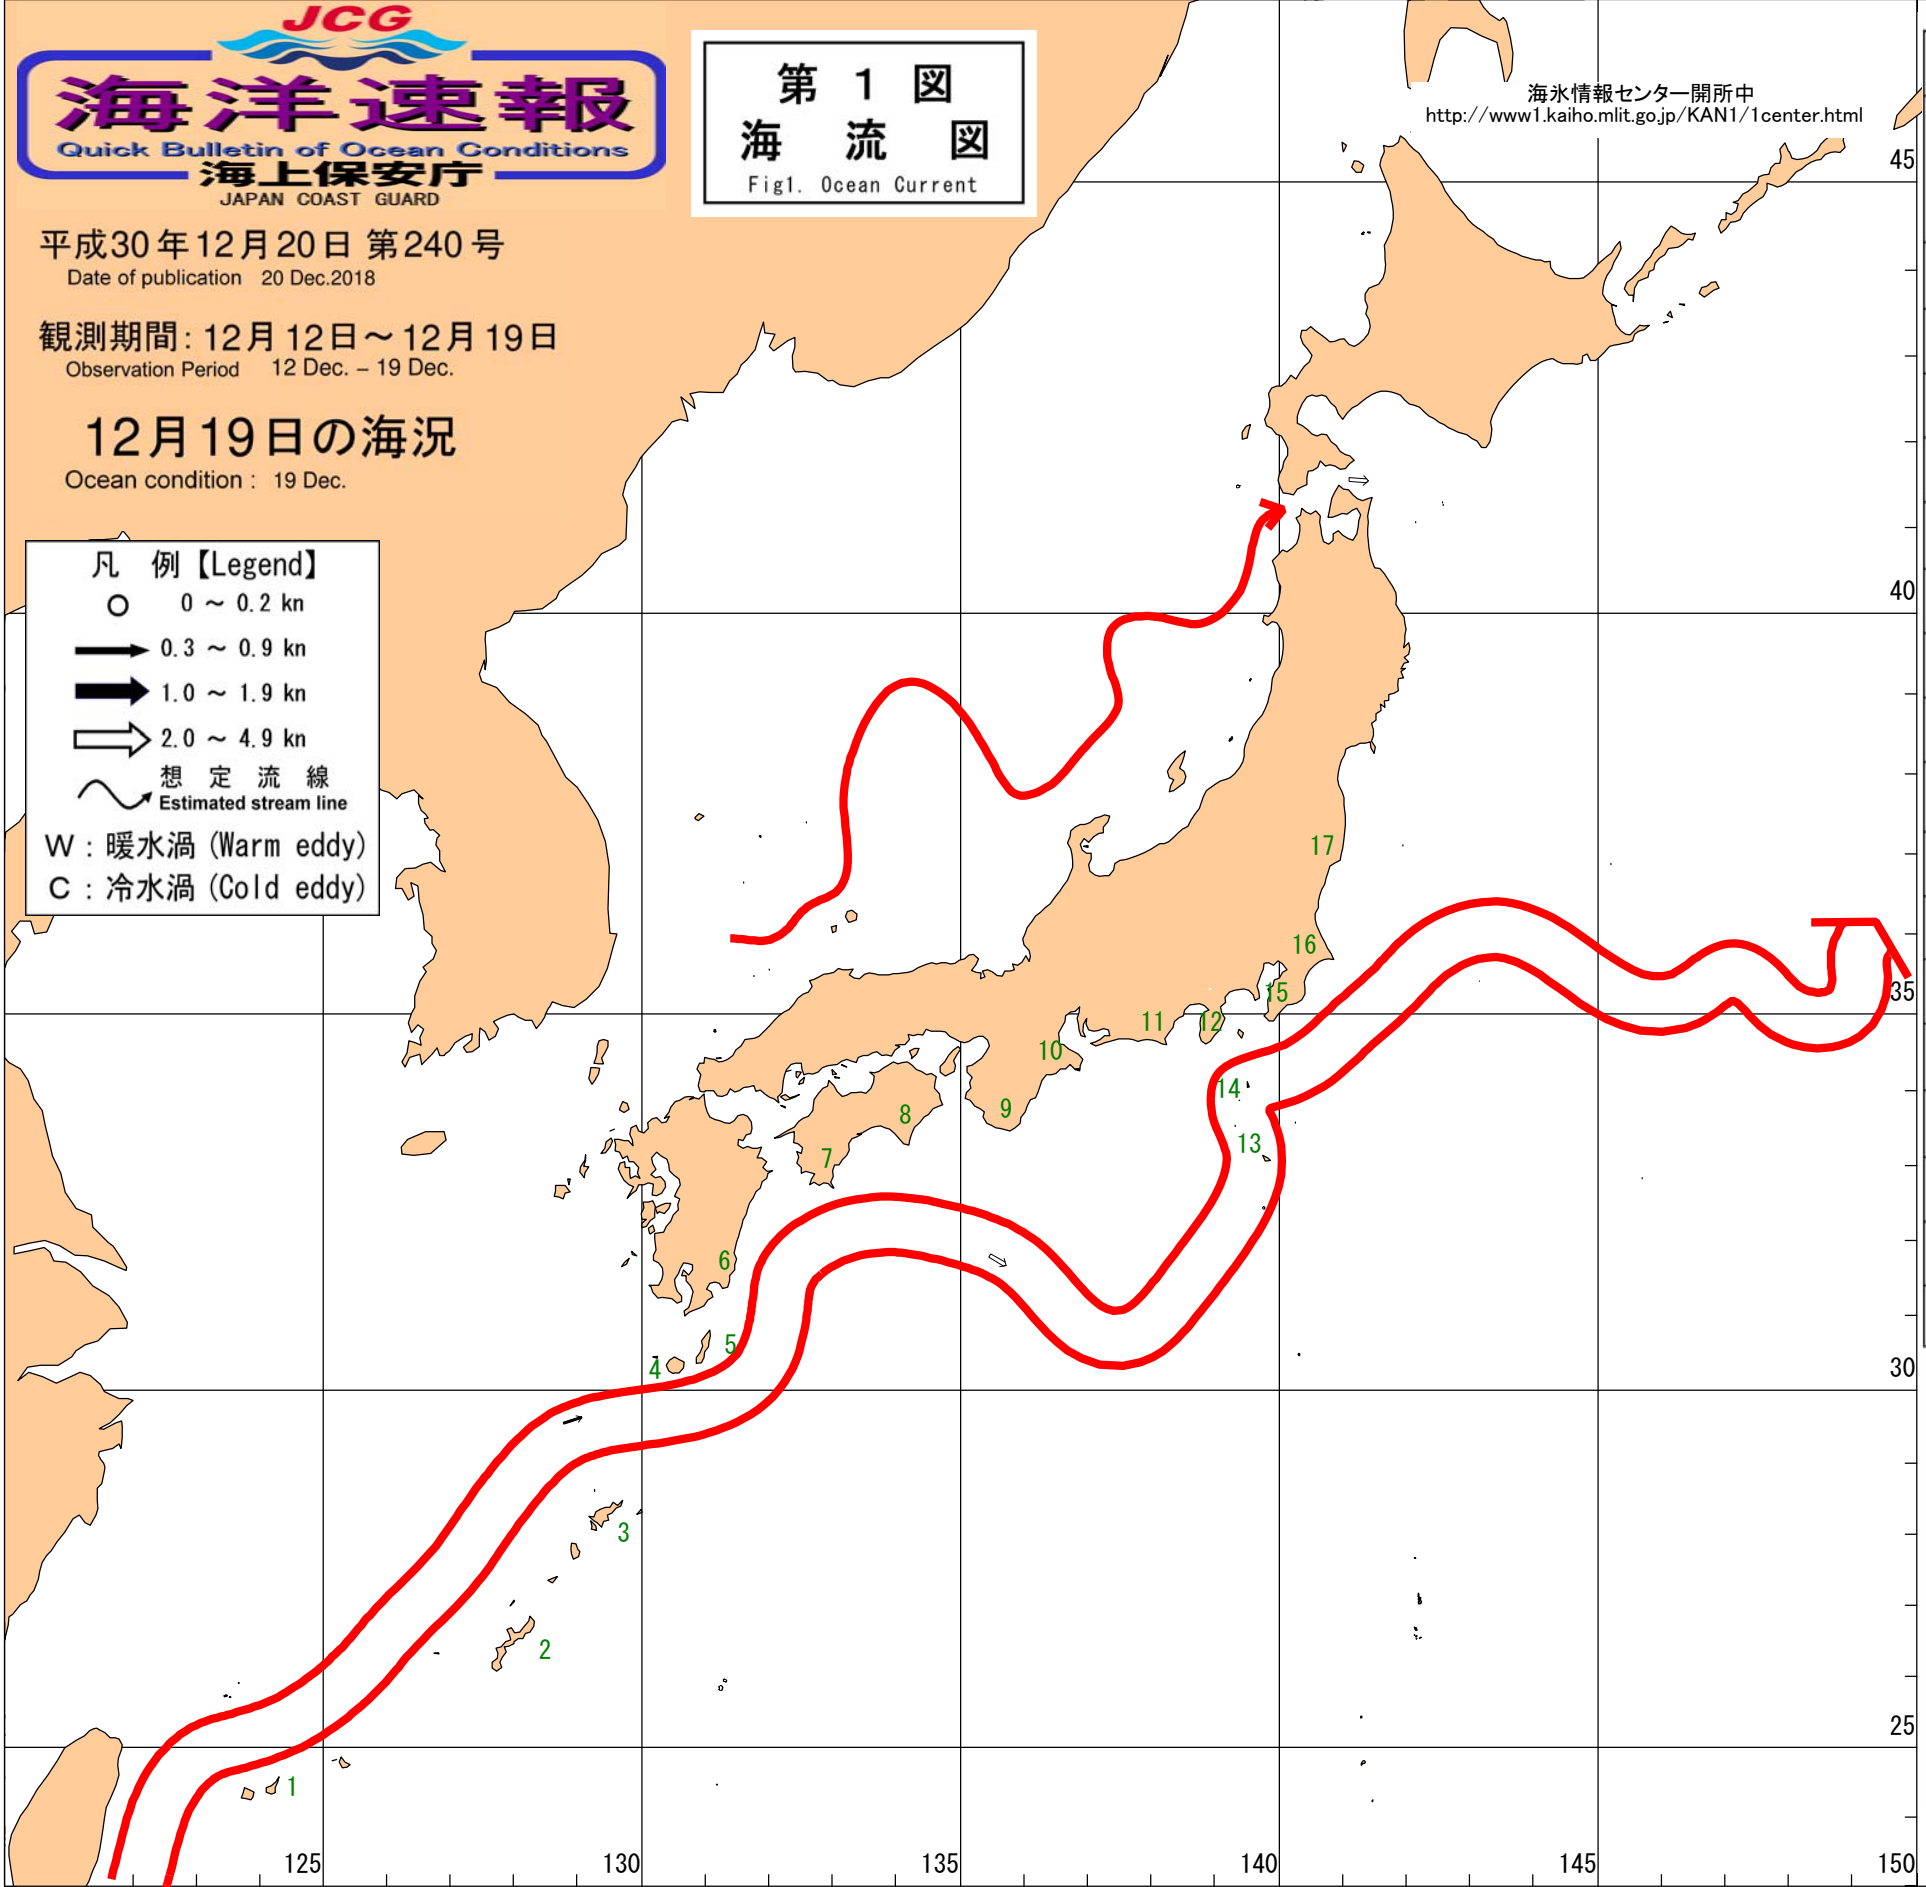 JCG
海洋速報
Quick Bulletin of Ocean Conditions
海上保安庁
JAPAN COAST GUARD
平成30年12月20日 第240号
Date of publication 20 Dec.2018
観測期間: 12月12日～12月19日
Observation Period 12 Dec. – 19 Dec.
12月19日の海況
Ocean condition : 19 Dec.
第 1 図
海 流 図
Fig1. Ocean Current
海氷情報センター開所中
http://www1.kaiho.mlit.go.jp/KAN1/1center.html
凡 例【Legend】
0 ～ 0.2 kn
0.3 ～ 0.9 kn
1.0 ～ 1.9 kn
2.0 ～ 4.9 kn
想 定 流 線
Estimated stream line
W : 暖水渦 (Warm eddy)
C : 冷水渦 (Cold eddy)
45
40
35
30
25
17
16
15
12
11
10
14
9
8
13
7
6
5
4
3
2
1
125
130
135
140
145
150